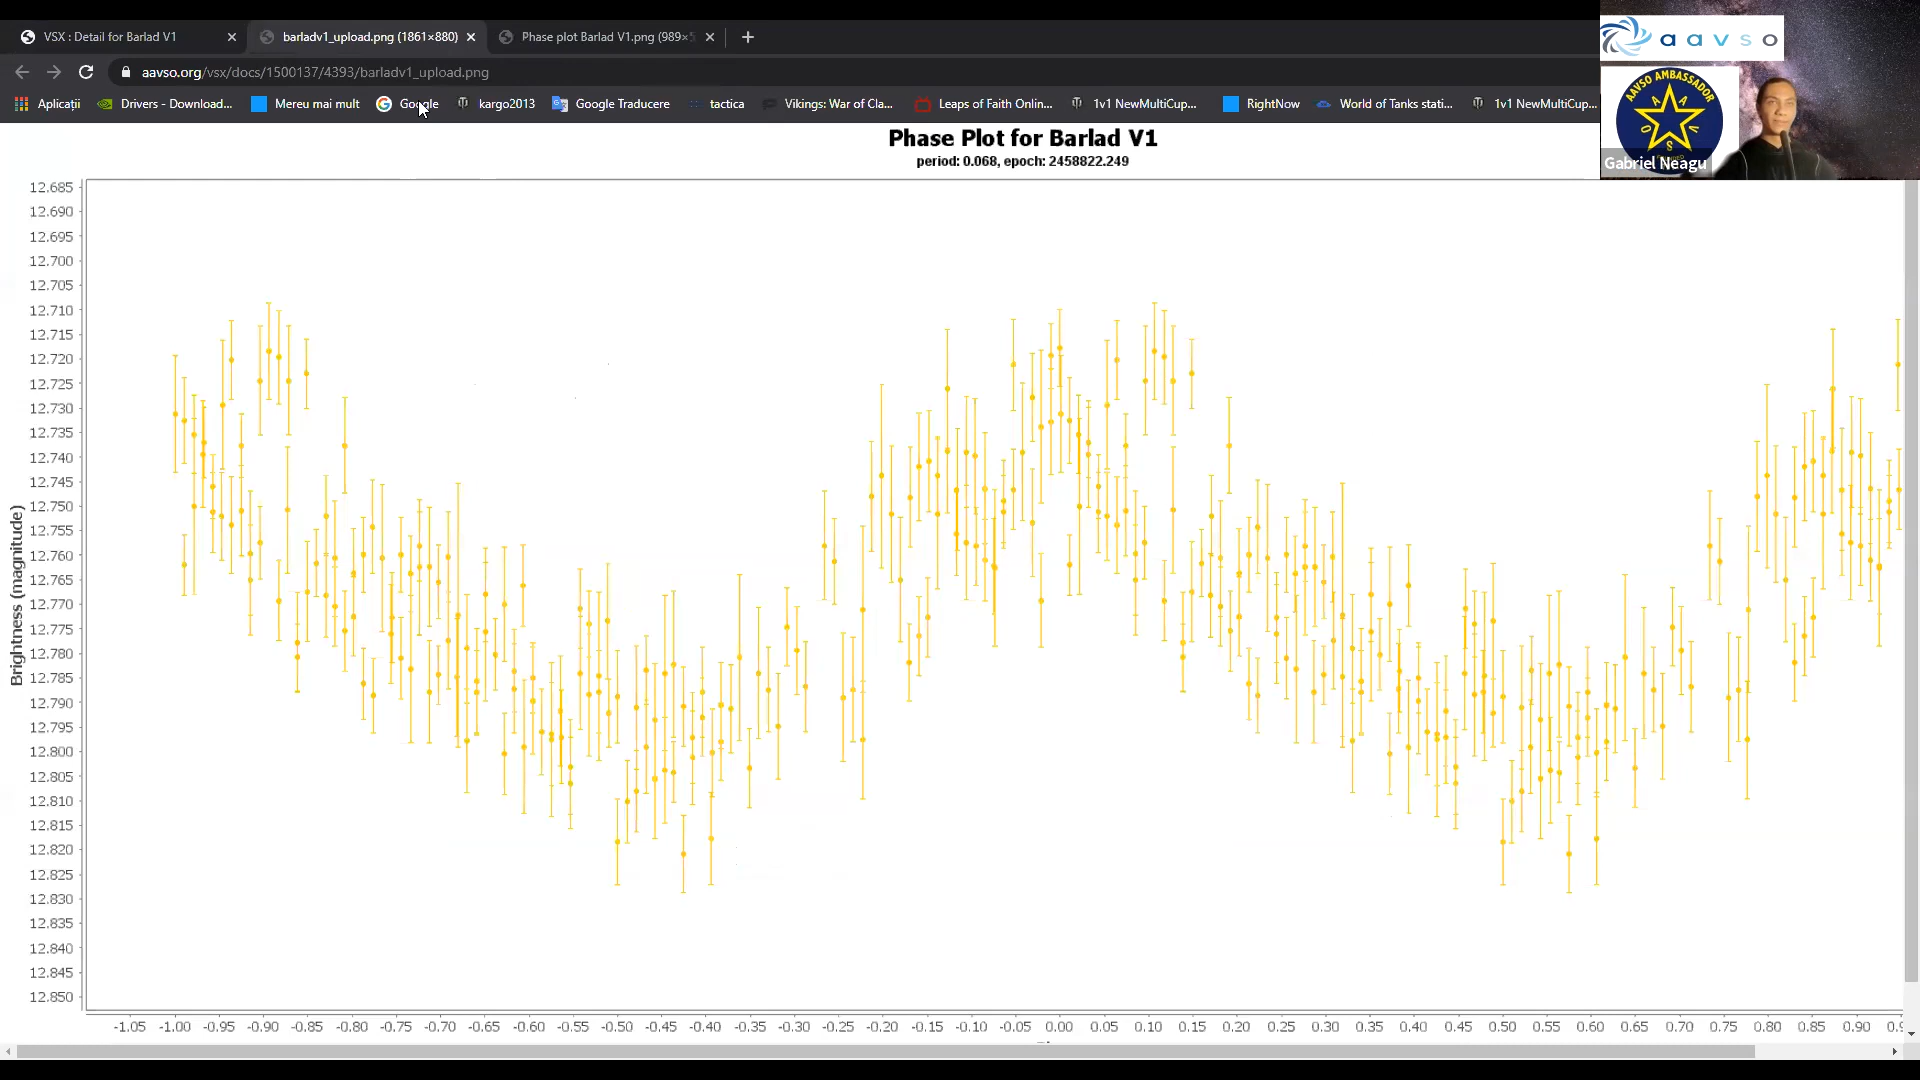 VSX : Detail for Barlad V1
barladv1_upload.png (1861×880)
Phase plot Barlad V1.png (989×5
aavso.org/vsx/docs/1500137/4393/barladv1_upload.png
Aplicații
Drivers - Download...
Mereu mai mult
Google
kargo2013
Google Traducere
tactica
Vikings: War of Cla...
Leaps of Faith Onlin...
1v1 NewMultiCup...
RightNow
World of Tanks stati...
1v1 NewMultiCup...
aavso
AAVSO AMBASSADOR
A A
O V
S
Gabriel Neagu
Phase Plot for Barlad V1
period: 0.068, epoch: 2458822.249
Brightness (magnitude)
12.685
12.690
12.695
12.700
12.705
12.710
12.715
12.720
12.725
12.730
12.735
12.740
12.745
12.750
12.755
12.760
12.765
12.770
12.775
12.780
12.785
12.790
12.795
12.800
12.805
12.810
12.815
12.820
12.825
12.830
12.835
12.840
12.845
12.850
-1.05 -1.00 -0.95 -0.90 -0.85 -0.80 -0.75 -0.70 -0.65 -0.60 -0.55 -0.50 -0.45 -0.40 -0.35 -0.30 -0.25 -0.20 -0.15 -0.10 -0.05 0.00 0.05 0.10 0.15 0.20 0.25 0.30 0.35 0.40 0.45 0.50 0.55 0.60 0.65 0.70 0.75 0.80 0.85 0.90